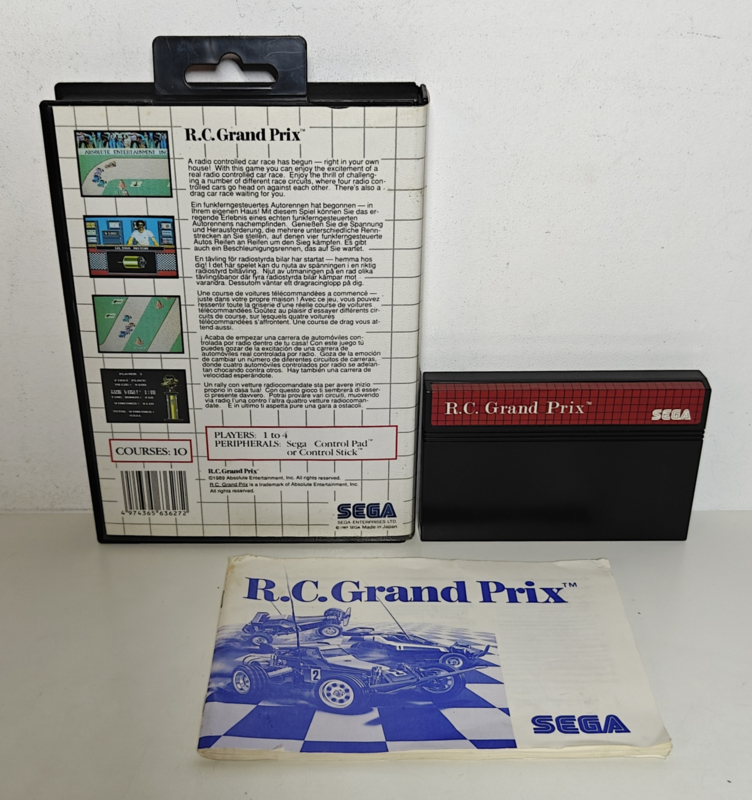 R.C. Grand Prix™
A radio controlled car race has begun — right in your own
house! With this game you can enjoy the excitement of a
real radio controlled car race. Enjoy the thrill of challeng-
ing a number of different race circuits, where four radio con-
trolled cars go head on against each other. There's also a
drag car race waiting for you.
Ein funkferngesteuertes Autorennen hat begonnen — in
Ihrem eigenen Haus! Mit diesem Spiel können Sie das er-
regende Erlebnis eines echten funkferngesteuerten
Autorennens nachempfinden. Genießen Sie die Spannung
und Herausforderung, die mehrere unterschiedliche Renn-
strecken an Sie stellen, auf denen vier funkferngesteuerte
Autos Reifen an Reifen um den Sieg kämpfen. Es gibt
auch ein Beschleunigungsrennen, das auf Sie wartet.
En tävling för radiostyrda bilar har startat — hemma hos
dig! I det här spelet kan du njuta av spänningen i en riktig
radiostyrd biltävling. Njut av utmaningen på en rad olika
tävlingsbanor där fyra radiostyrda bilar kämpar mot
varandra. Dessutom väntar ett dragracinglopp på dig.
Une course de voitures télécommandées a commencé —
juste dans votre propre maison! Avec ce jeu, vous pouvez
ressentir toute la griserie d'une réelle course de voitures
télécommandées. Goûtez au plaisir d'essayer différents cir-
cuits de course, sur lesquels quatre voitures
télécommandées s'affrontent. Une course de drag vous at-
tend aussi.
¡Acaba de empezar una carrera de automóviles con-
trolada por radio dentro de tu casa! Con este juego tú
puedes gozar de la excitación de una carrera de
automóviles real controlada por radio. Goza de la emoción
de cambiar un número de diferentes circuitos de carreras,
donde cuatro automóviles controlados por radio se adelan-
tan chocando contra otros. Hay también una carrera de
velocidad esperándote.
Un rally con vetture radiocomandate sta per avere inizio
proprio in casa tua! Con questo gioco ti sembrerà di esser-
ci presente davvero. Potrai provare vari circuiti, muovendo
via radio l'una contro l'altra quattro vetture radiocoman-
date. E in ultimo ti aspetta pure una gara a ostacoli.
ABSOLUTE ENTERTAINMENT IN
PLAYER 1
COURSES: 10
PLAYERS: 1 to 4
PERIPHERALS: Sega Control Pad™
or Control Stick™
R.C. Grand Prix™
©1989 Absolute Entertainment, Inc. All rights reserved.
R.C. Grand Prix is a trademark of Absolute Entertainment, Inc.
All rights reserved.
4 974365 636272
SEGA
SEGA ENTERPRISES LTD.
Made in Japan
R.C. Grand Prix™
SEGA
R.C. Grand Prix™
2
SEGA